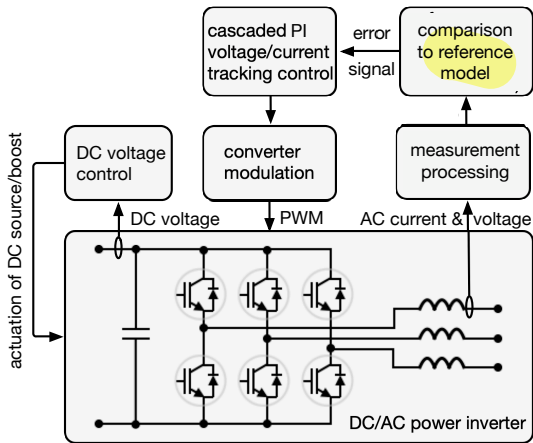 cascaded PI
voltage/current
tracking control
error
signal
comparison
to reference
model
DC voltage
control
converter
modulation
measurement
processing
actuation of DC source/boost
DC voltage
PWM
AC current & voltage
DC/AC power inverter